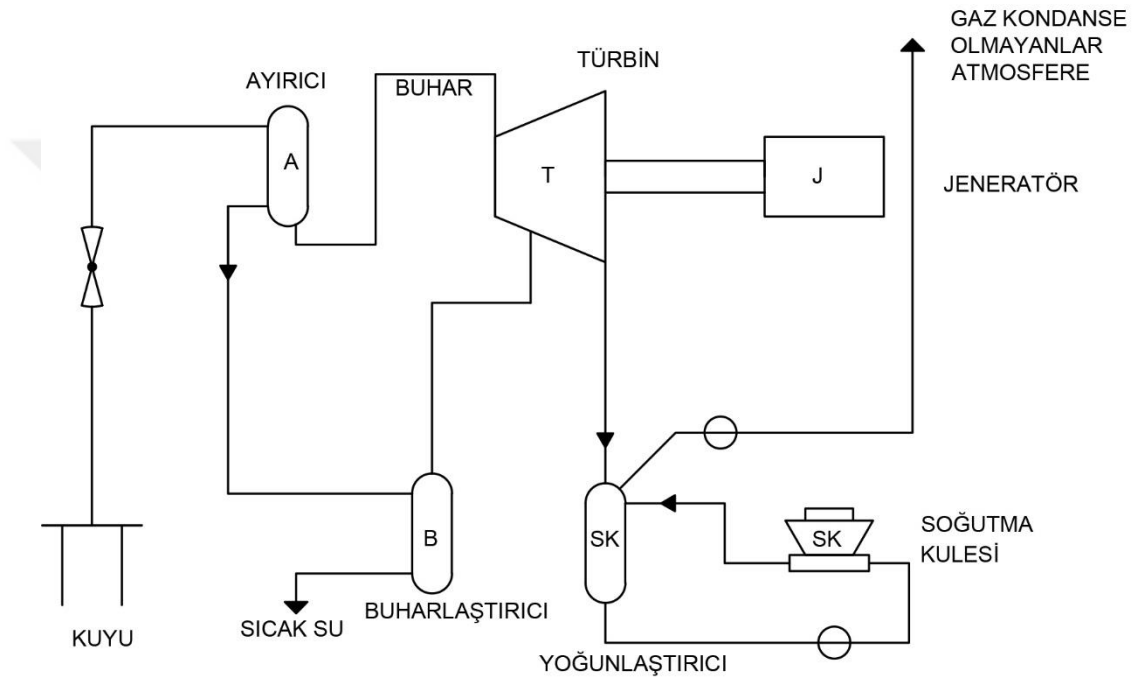 GAZ KONDANSE
OLMAYANLAR
ATMOSFERE
TÜRBİN
AYIRICI
BUHAR
A
T
J
JENERATÖR
B
SK
SK
SOĞUTMA
KULESİ
BUHARLAŞTIRICI
SICAK SU
KUYU
YOĞUNLAŞTIRICI